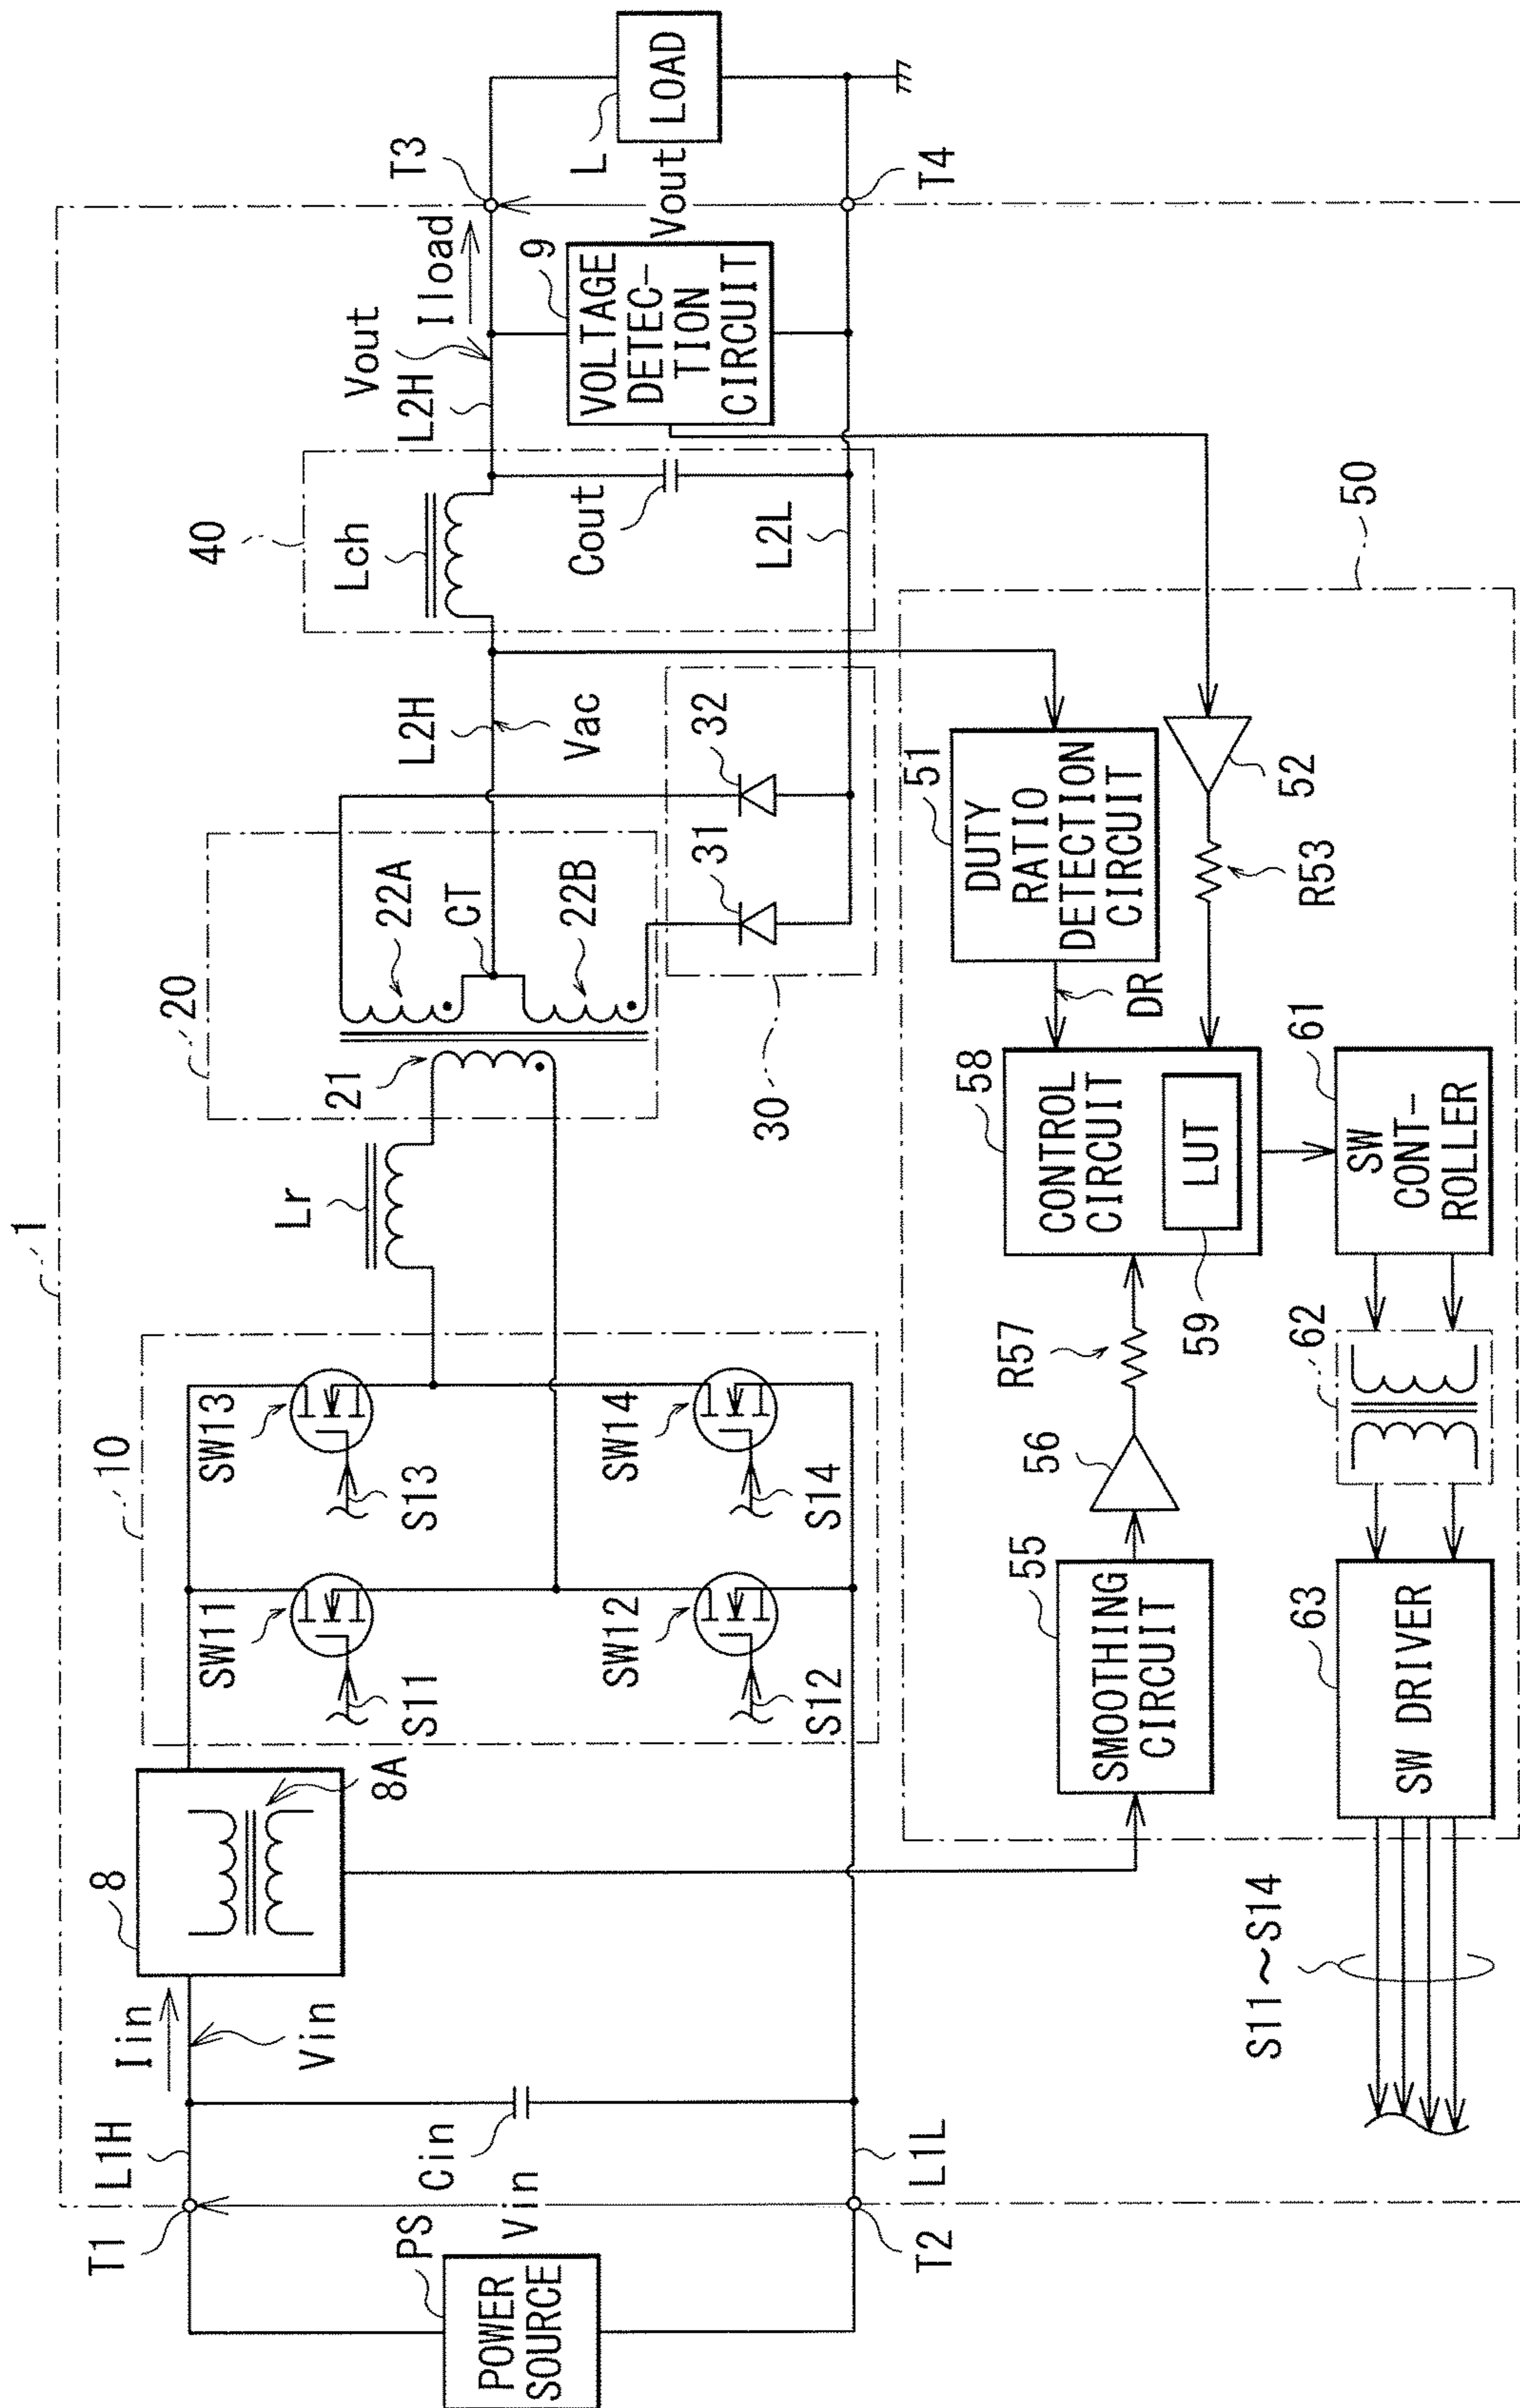 1
T1
L1H
Iin
Vin
8
8A
PS
POWER
SOURCE
Vin
Cin
T2
L1L
10
SW11
S11
SW13
S13
SW12
S12
SW14
S14
Lr
20
21
22A
CT
22B
30
31
32
L2H
Vac
40
Lch
Cout
L2L
L2H
Vout
Iload
9
VOLTAGE
DETEC-
TION
CIRCUIT
T3
Vout
T4
L
LOAD
50
55
SMOOTHING
CIRCUIT
56
R57
58
CONTROL
CIRCUIT
LUT
59
DR
51
DUTY
RATIO
DETECTION
CIRCUIT
52
R53
61
SW
CONT-
ROLLER
62
63
SW DRIVER
S11~S14